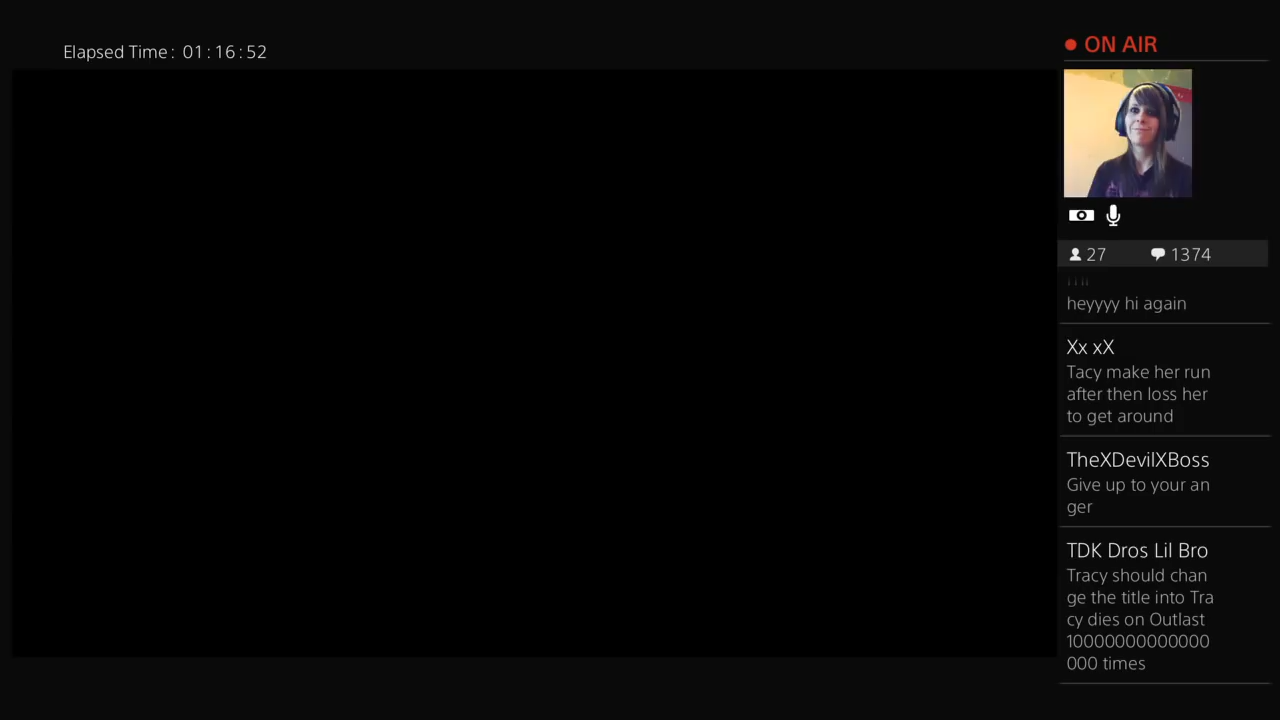 Elapsed Time: 01:16:52
ON AIR
27 1374
heyyyy hi again
Xx xX
Tacy make her run
after then loss her
to get around
TheXDevilXBoss
Give up to your an
ger
TDK Dros Lil Bro
Tracy should chan
ge the title into Tra
cy dies on Outlast
10000000000000
000 times